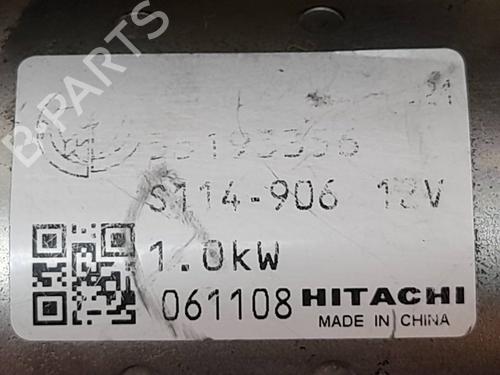 21
55193356
S114-906 12V
1.0kW
061108 HITACHI
MADE IN CHINA
B-PARTS